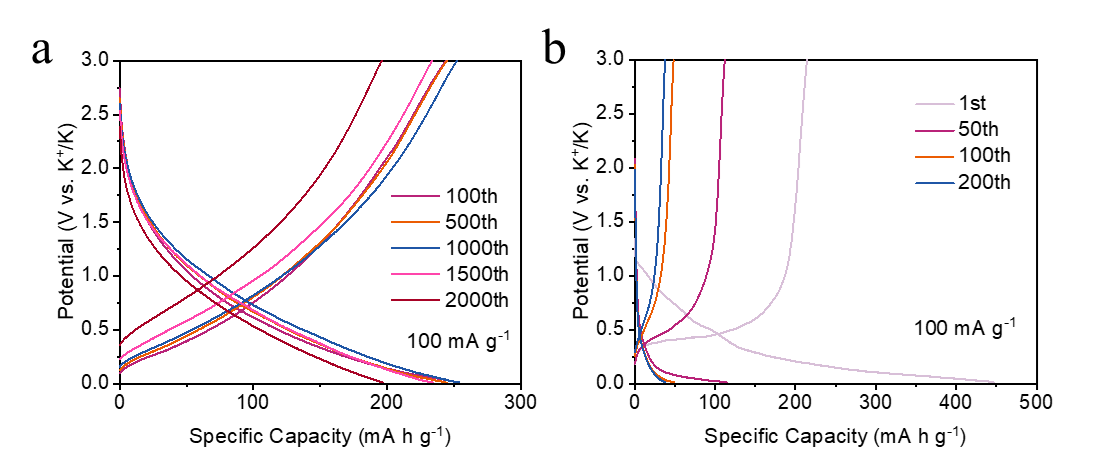 a
3.0
2.5
2.0
1.5
1.0
0.5
0.0
Potential (V vs. K⁺/K)
100th
500th
1000th
1500th
2000th
100 mA g⁻¹
0
100
200
300
Specific Capacity (mA h g⁻¹)
b
3.0
2.5
2.0
1.5
1.0
0.5
0.0
Potential (V vs. K⁺/K)
1st
50th
100th
200th
100 mA g⁻¹
0
100
200
300
400
500
Specific Capacity (mA h g⁻¹)